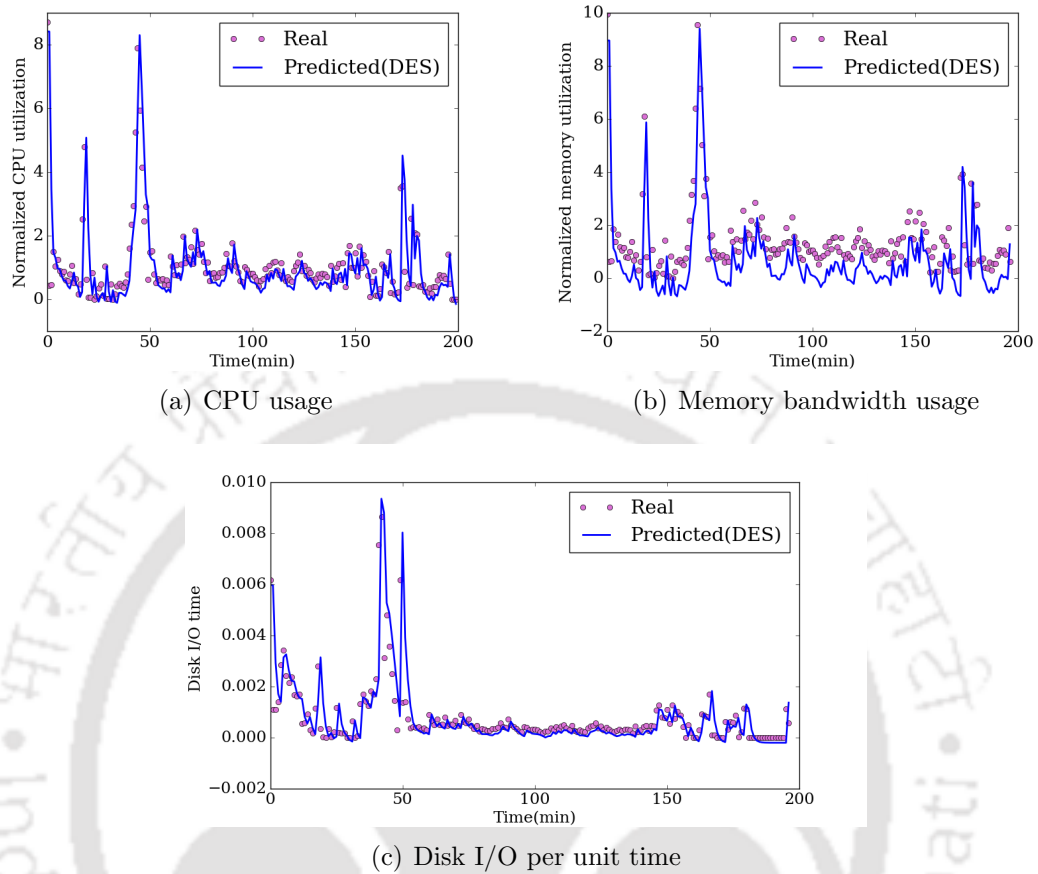 8
6
4
2
0
Normalized CPU utilization
Real
Predicted(DES)
0
50
100
150
200
Time(min)
(a) CPU usage
10
8
6
4
2
0
−2
Normalized memory utilization
Real
Predicted(DES)
0
50
100
150
200
Time(min)
(b) Memory bandwidth usage
0.010
0.008
0.006
0.004
0.002
0.000
−0.002
Disk I/O time
Real
Predicted(DES)
0
50
100
150
200
Time(min)
(c) Disk I/O per unit time